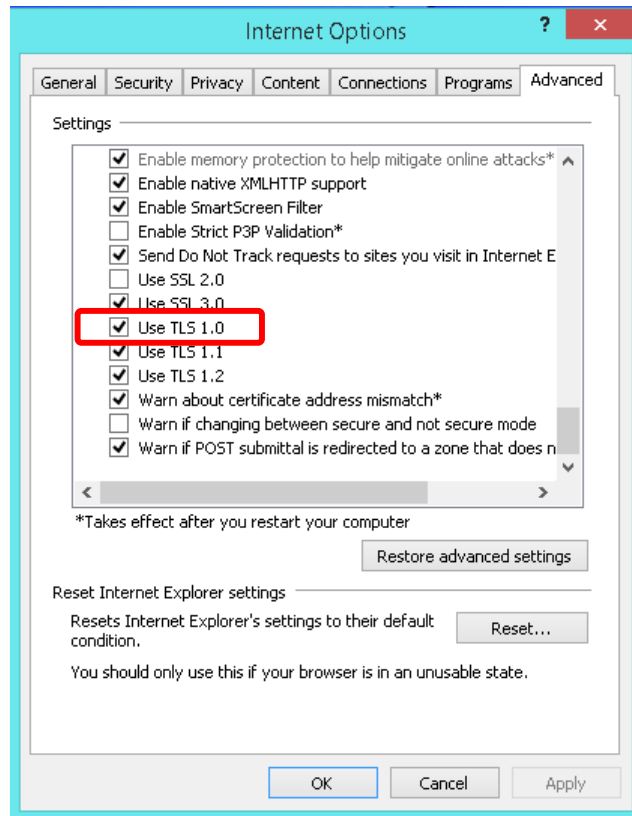 Internet Options
?
×
General Security Privacy Content Connections Programs Advanced
Settings
Enable memory protection to help mitigate online attacks*
Enable native XMLHTTP support
Enable SmartScreen Filter
Enable Strict P3P Validation*
Send Do Not Track requests to sites you visit in Internet E
Use SSL 2.0
Use SSL 3.0
Use TLS 1.0
Use TLS 1.1
Use TLS 1.2
Warn about certificate address mismatch*
Warn if changing between secure and not secure mode
Warn if POST submittal is redirected to a zone that does n
*Takes effect after you restart your computer
Restore advanced settings
Reset Internet Explorer settings
Resets Internet Explorer's settings to their default
condition.
Reset...
You should only use this if your browser is in an unusable state.
OK Cancel Apply